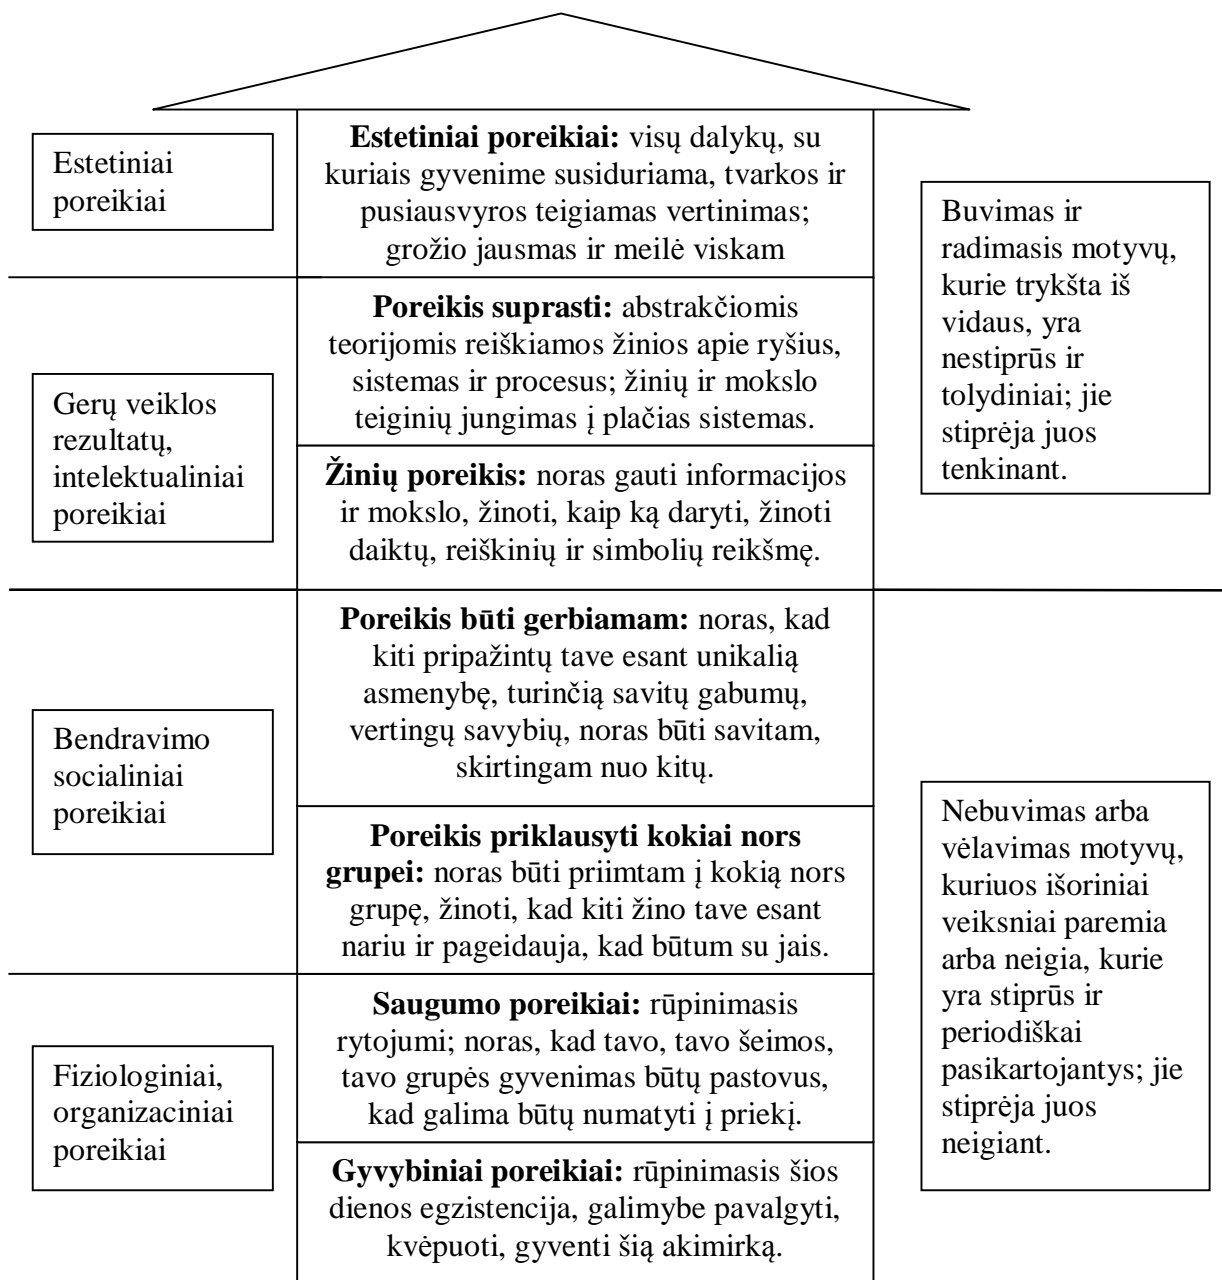 Estetiniai
poreikiai
Estetiniai poreikiai: visų dalykų, su
kuriais gyvenime susiduriama, tvarkos ir
pusiausvyros teigiamas vertinimas;
grožio jausmas ir meilė viskam
Buvimas ir
radimasis motyvų,
kurie trykšta iš
vidaus, yra
nestiprūs ir
tolydiniai; jie
stiprėja juos
tenkinant.
Gerų veiklos
rezultatų,
intelektualiniai
poreikiai
Poreikis suprasti: abstrakčiomis
teorijomis reiškiamos žinios apie ryšius,
sistemas ir procesus; žinių ir mokslo
teiginių jungimas į plačias sistemas.
Žinių poreikis: noras gauti informacijos
ir mokslo, žinoti, kaip ką daryti, žinoti
daiktų, reiškinių ir simbolių reikšmę.
Bendravimo
socialiniai
poreikiai
Poreikis būti gerbiamam: noras, kad
kiti pripažintų tave esant unikalią
asmenybę, turinčią savitų gabumų,
vertingų savybių, noras būti savitam,
skirtingam nuo kitų.
Poreikis priklausyti kokiai nors
grupei: noras būti priimtam į kokią nors
grupę, žinoti, kad kiti žino tave esant
nariu ir pageidauja, kad būtum su jais.
Nebuvimas arba
vėlavimas motyvų,
kuriuos išoriniai
veiksniai paremia
arba neigia, kurie
yra stiprūs ir
periodiškai
pasikartojantys; jie
stiprėja juos
neigiant.
Fiziologiniai,
organizaciniai
poreikiai
Saugumo poreikiai: rūpinimasis
rytojumi; noras, kad tavo, tavo šeimos,
tavo grupės gyvenimas būtų pastovus,
kad galima būtų numatyti į priekį.
Gyvybiniai poreikiai: rūpinimasis šios
dienos egzistencija, galimybe pavalgyti,
kvėpuoti, gyventi šią akimirką.